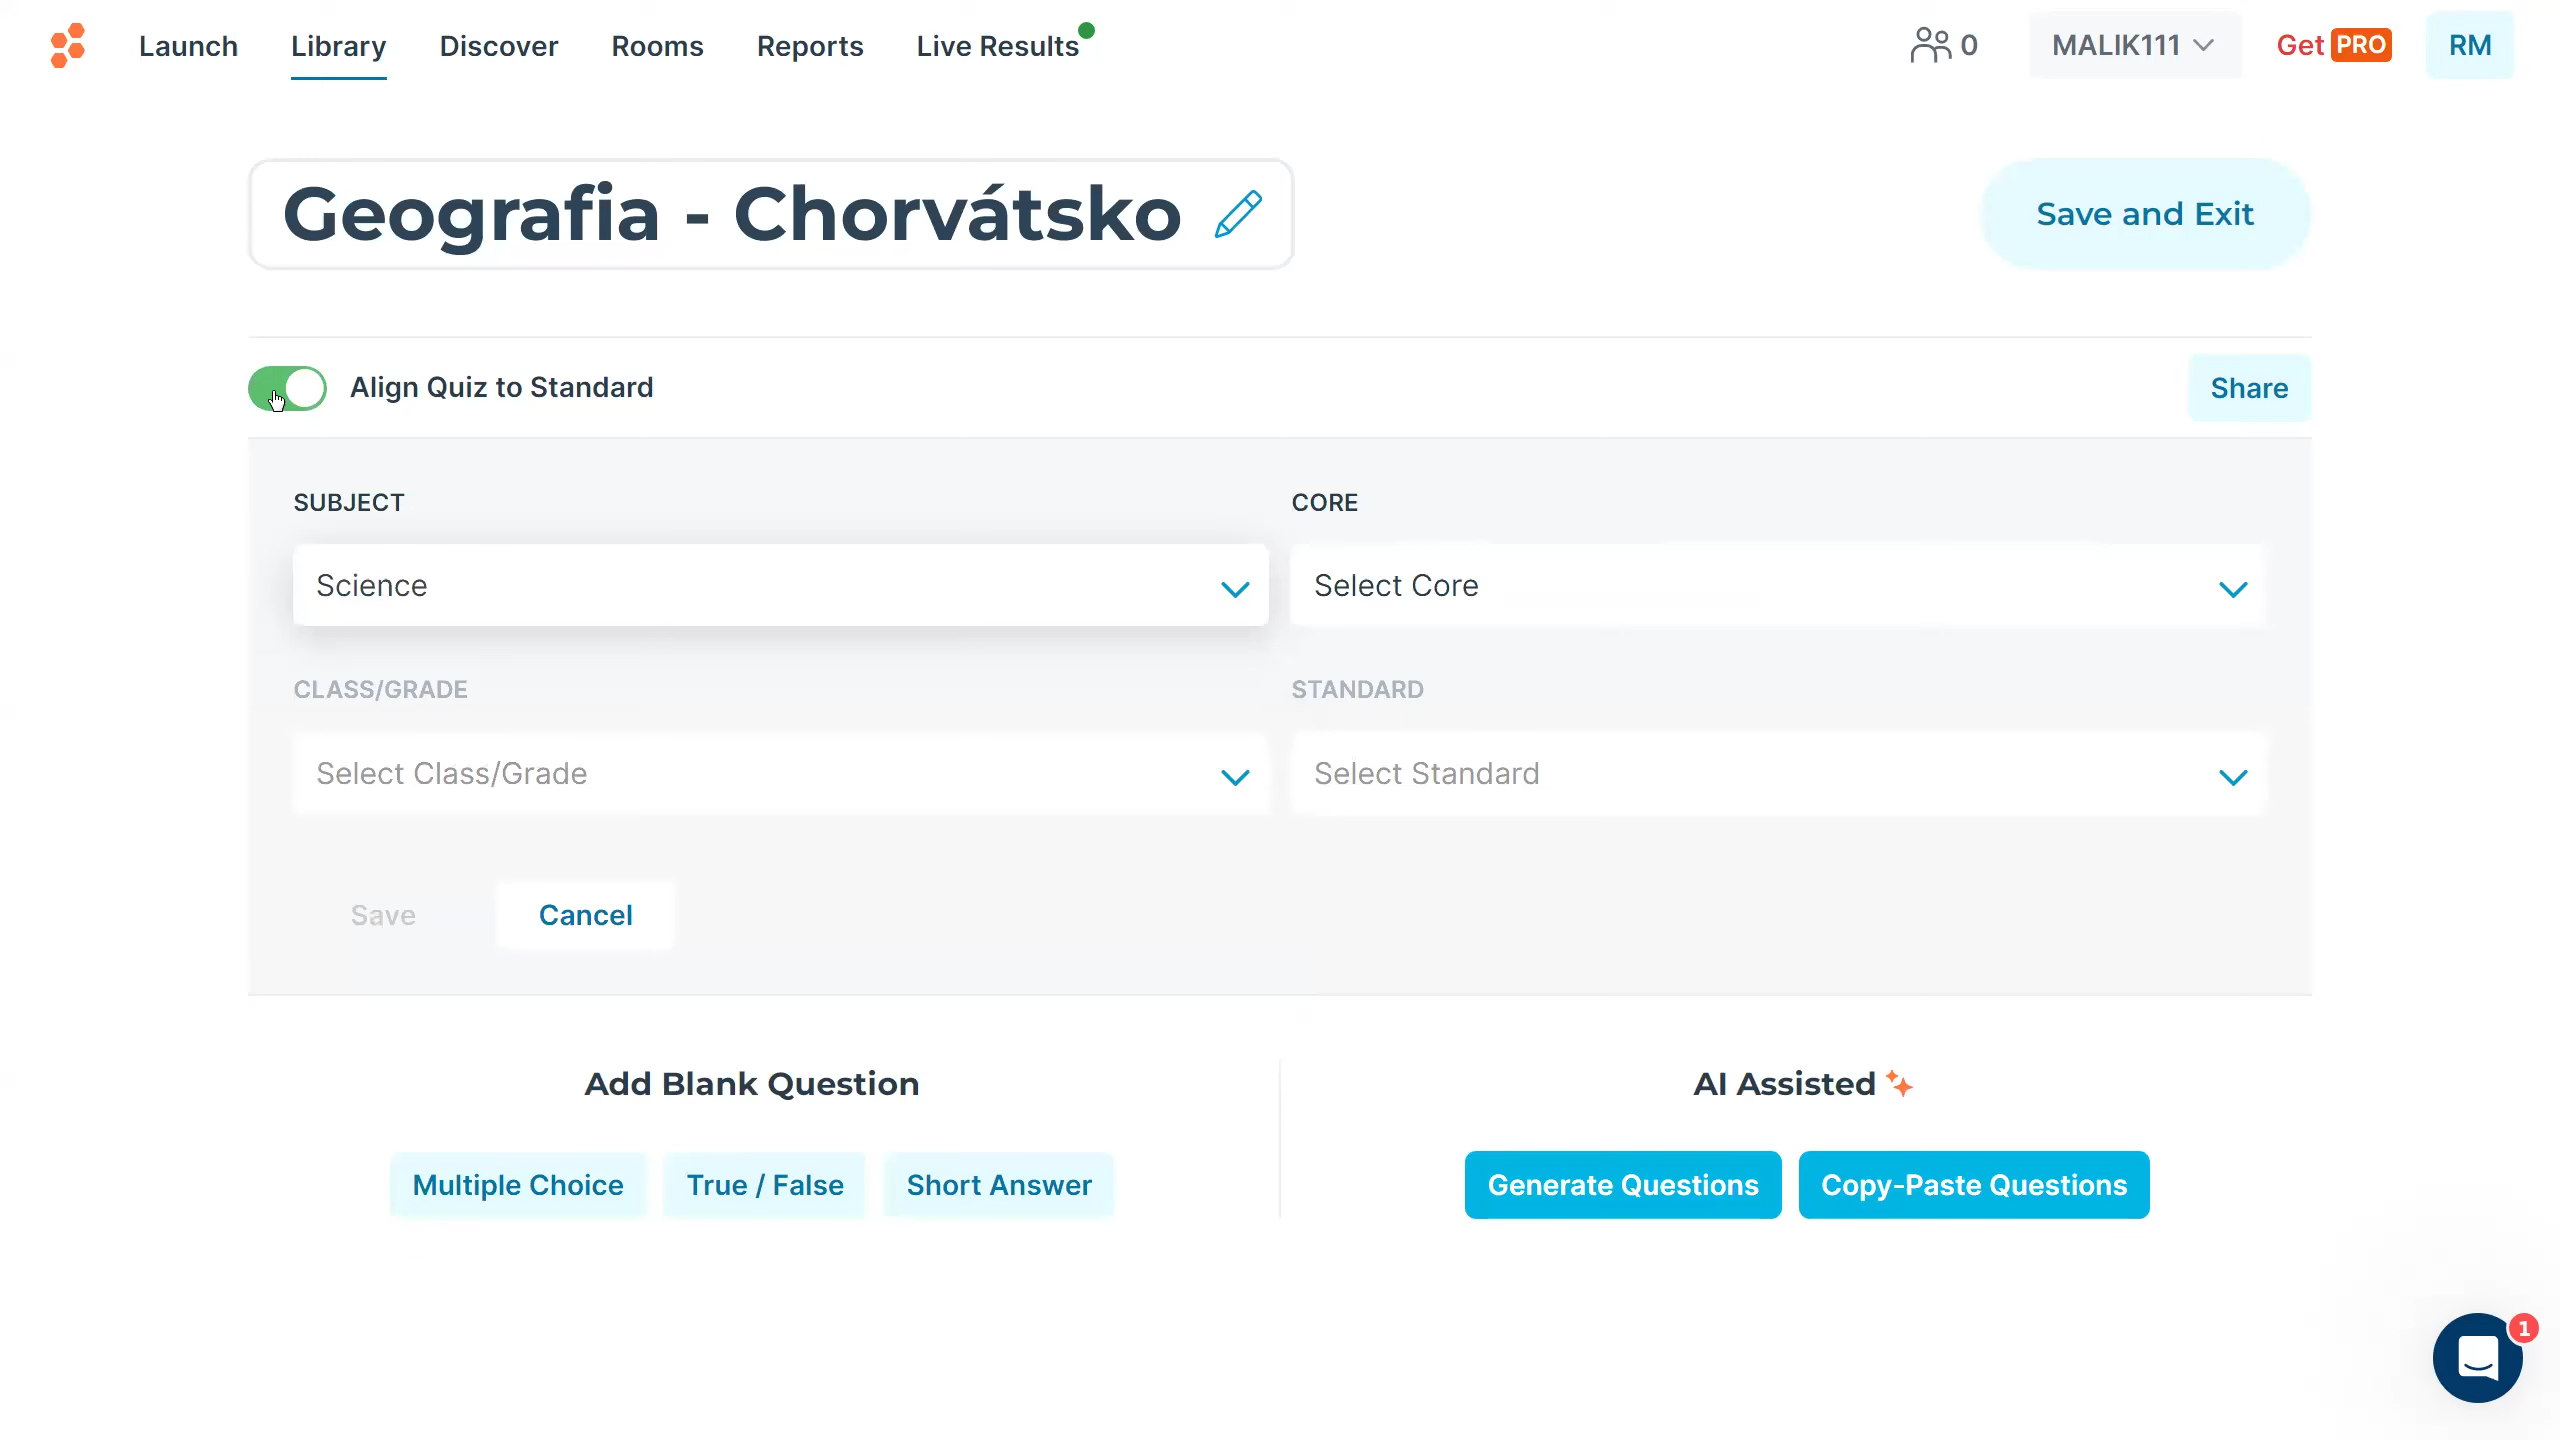 Launch Library Discover Rooms Reports Live Results 0 MALIK111 Get PRO RM
Geografia - Chorvátsko
Save and Exit
Align Quiz to Standard
Share
SUBJECT
CORE
Science
Select Core
CLASS/GRADE
STANDARD
Select Class/Grade
Select Standard
Save
Cancel
Add Blank Question
AI Assisted
Multiple Choice
True / False
Short Answer
Generate Questions
Copy-Paste Questions
1